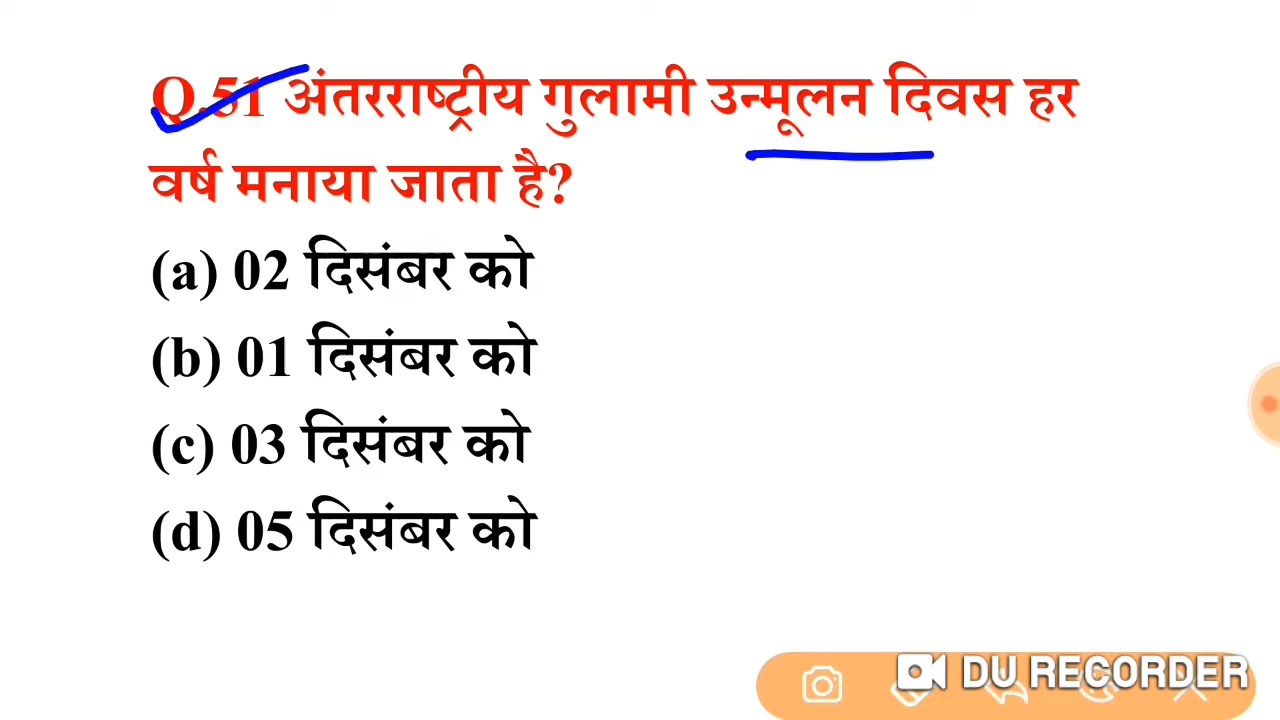 Q.51 अंतरराष्ट्रीय गुलामी उन्मूलन दिवस हर
वर्ष मनाया जाता है?
(a) 02 दिसंबर को
(b) 01 दिसंबर को
(c) 03 दिसंबर को
(d) 05 दिसंबर को
DU RECORDER